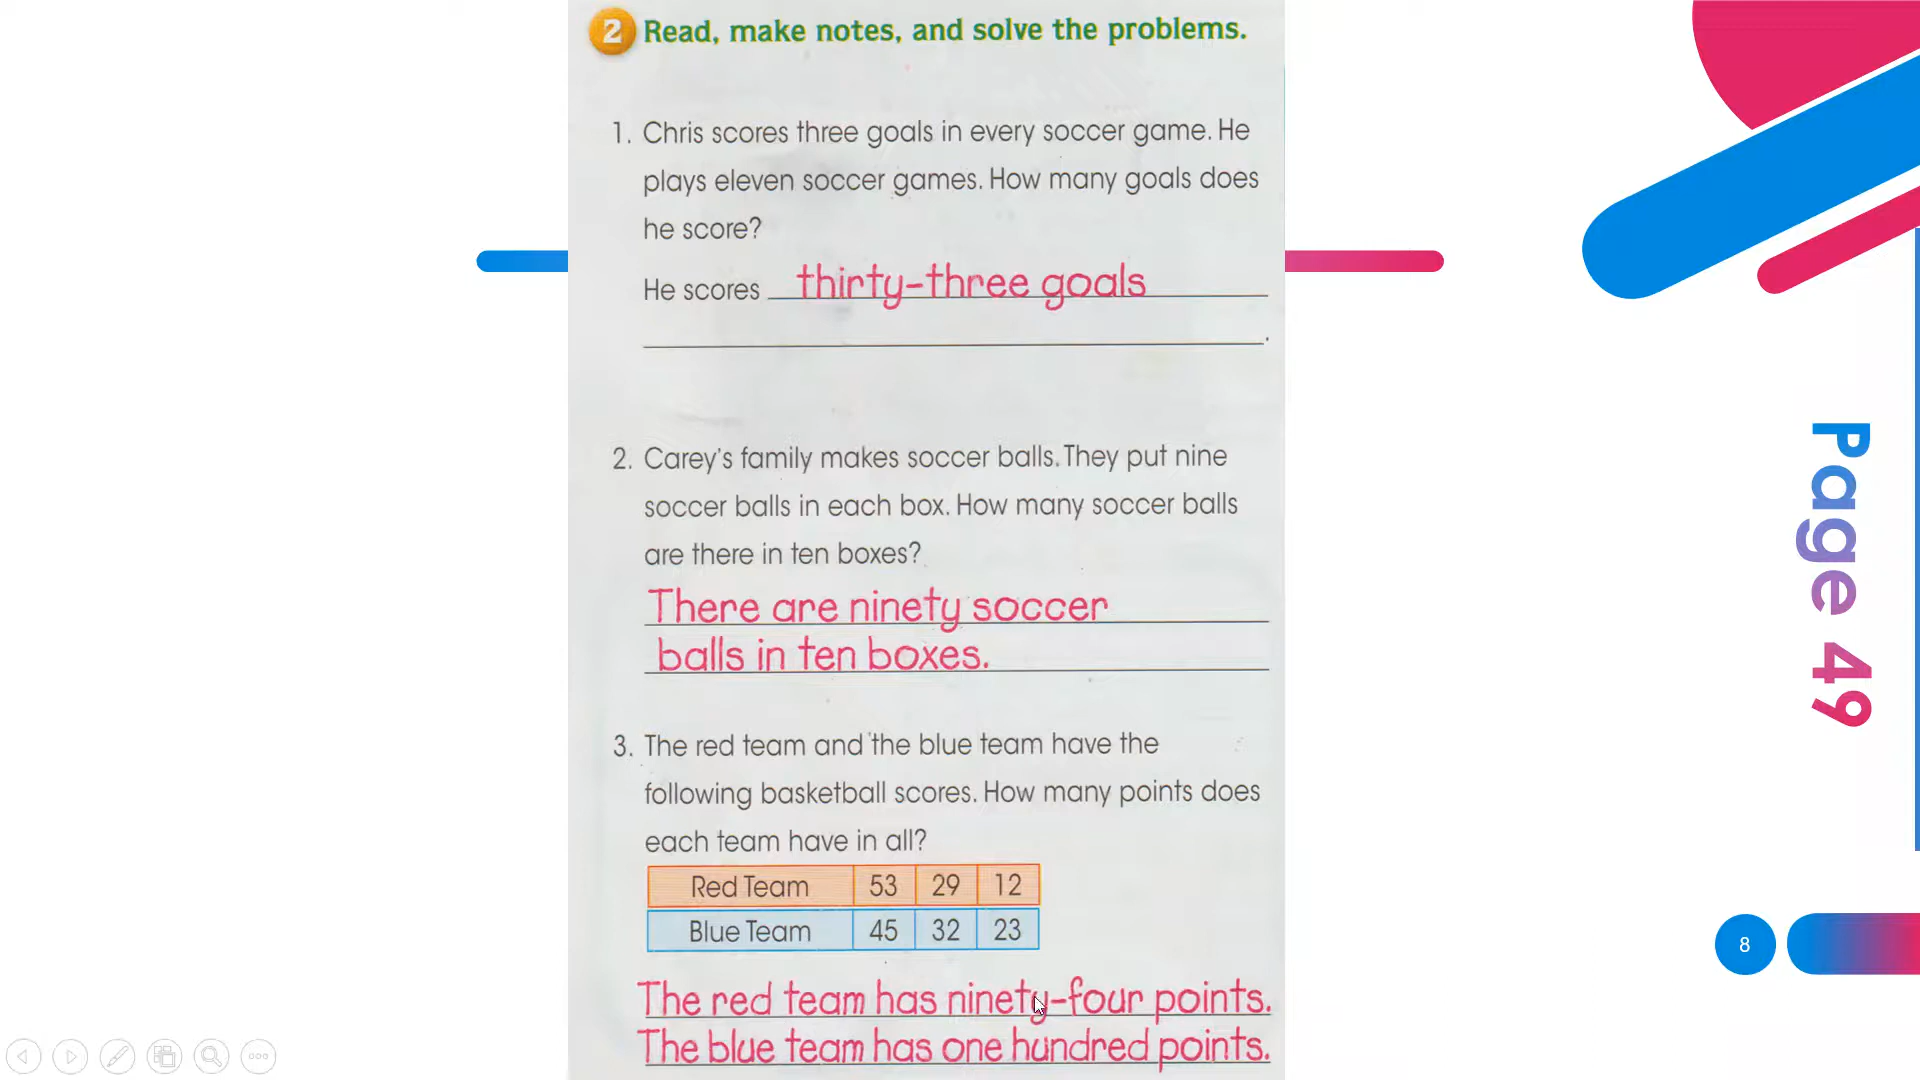 2 Read, make notes, and solve the problems.
1. Chris scores three goals in every soccer game. He
plays eleven soccer games. How many goals does
he score?
He scores thirty-three goals
.
2. Carey's family makes soccer balls. They put nine
soccer balls in each box. How many soccer balls
are there in ten boxes?
There are ninety soccer
balls in ten boxes.
3. The red team and the blue team have the
following basketball scores. How many points does
each team have in all?
Red Team 53 29 12
Blue Team 45 32 23
The red team has ninety-four points.
The blue team has one hundred points.
Page 49
8